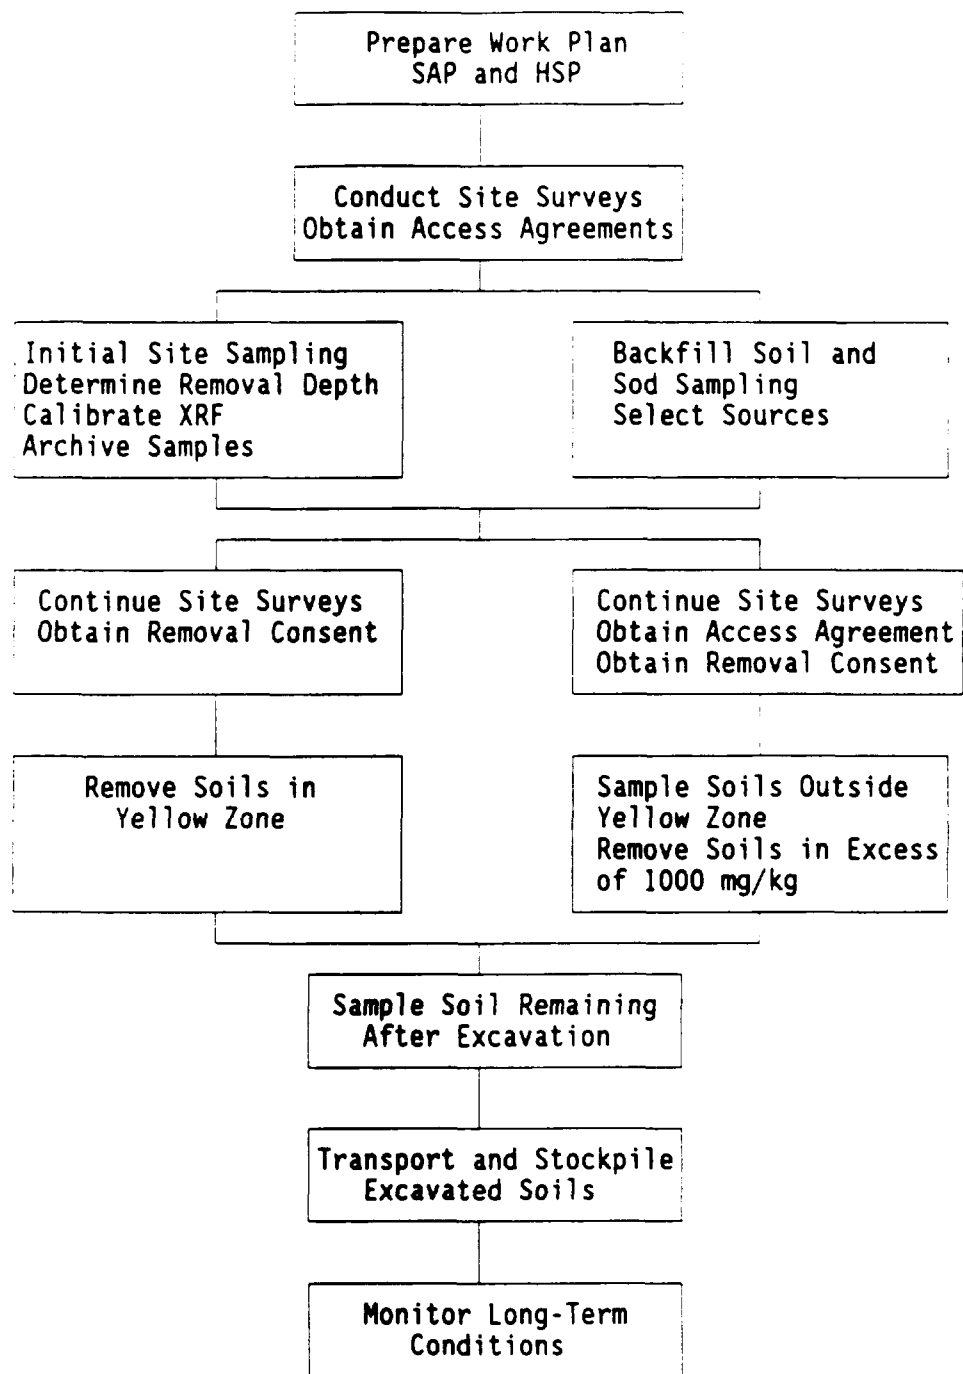 Prepare Work Plan
SAP and HSP
Conduct Site Surveys
Obtain Access Agreements
Initial Site Sampling
Determine Removal Depth
Calibrate XRF
Archive Samples
Backfill Soil and
Sod Sampling
Select Sources
Continue Site Surveys
Obtain Removal Consent
Continue Site Surveys
Obtain Access Agreement
Obtain Removal Consent
Remove Soils in
Yellow Zone
Sample Soils Outside
Yellow Zone
Remove Soils in Excess
of 1000 mg/kg
Sample Soil Remaining
After Excavation
Transport and Stockpile
Excavated Soils
Monitor Long-Term
Conditions